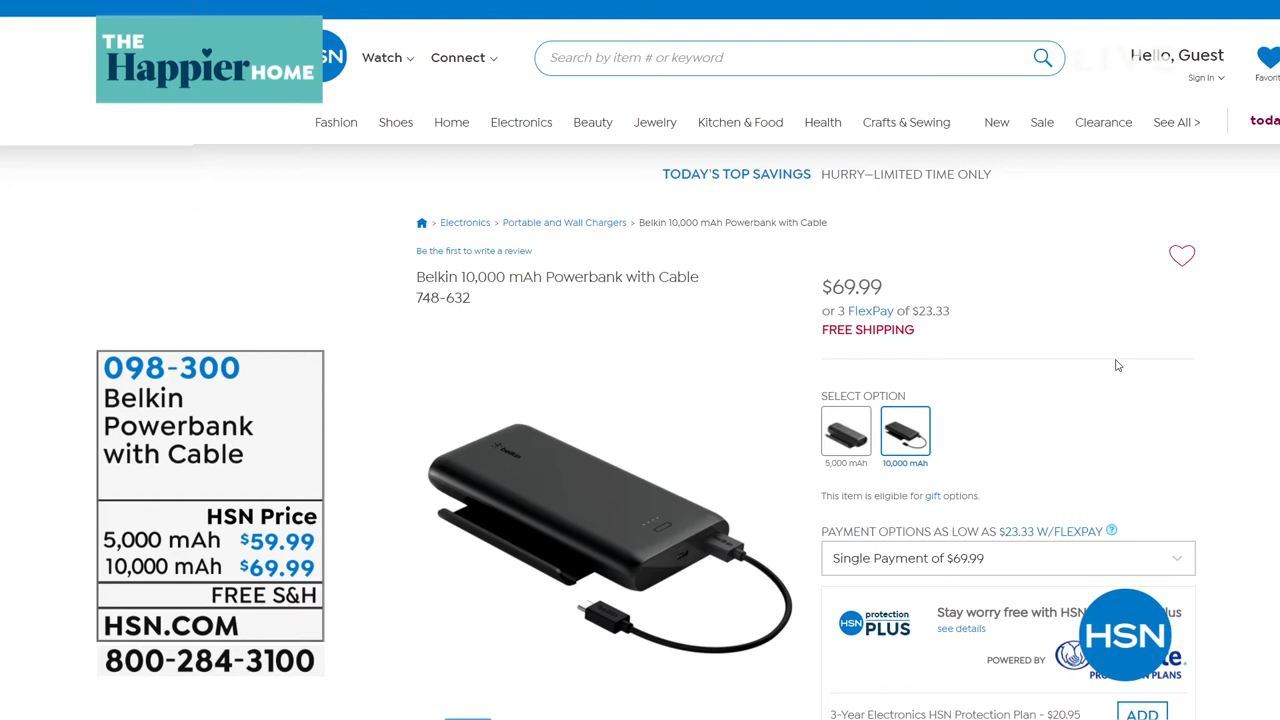 THE
Happier HOME
SN
Watch
Connect
Search by item # or keyword
LIVE
Hello, Guest
Sign In
Favori
Fashion
Shoes
Home
Electronics
Beauty
Jewelry
Kitchen & Food
Health
Crafts & Sewing
New
Sale
Clearance
See All >
toda
TODAY'S TOP SAVINGS HURRY—LIMITED TIME ONLY
> Electronics > Portable and Wall Chargers > Belkin 10,000 mAh Powerbank with Cable
Be the first to write a review
Belkin 10,000 mAh Powerbank with Cable
748-632
$69.99
or 3 FlexPay of $23.33
FREE SHIPPING
SELECT OPTION
5,000 mAh
10,000 mAh
This item is eligible for gift options.
PAYMENT OPTIONS AS LOW AS $23.33 W/FLEXPAY ?
Single Payment of $69.99
HSN protection PLUS
Stay worry free with HSN lus
see details
POWERED BY
te.
PROTECTION PLANS
HSN
3-Year Electronics HSN Protection Plan - $20.95
ADD
belkin
098-300
Belkin
Powerbank
with Cable
HSN Price
5,000 mAh $59.99
10,000 mAh $69.99
FREE S&H
HSN.COM
800-284-3100